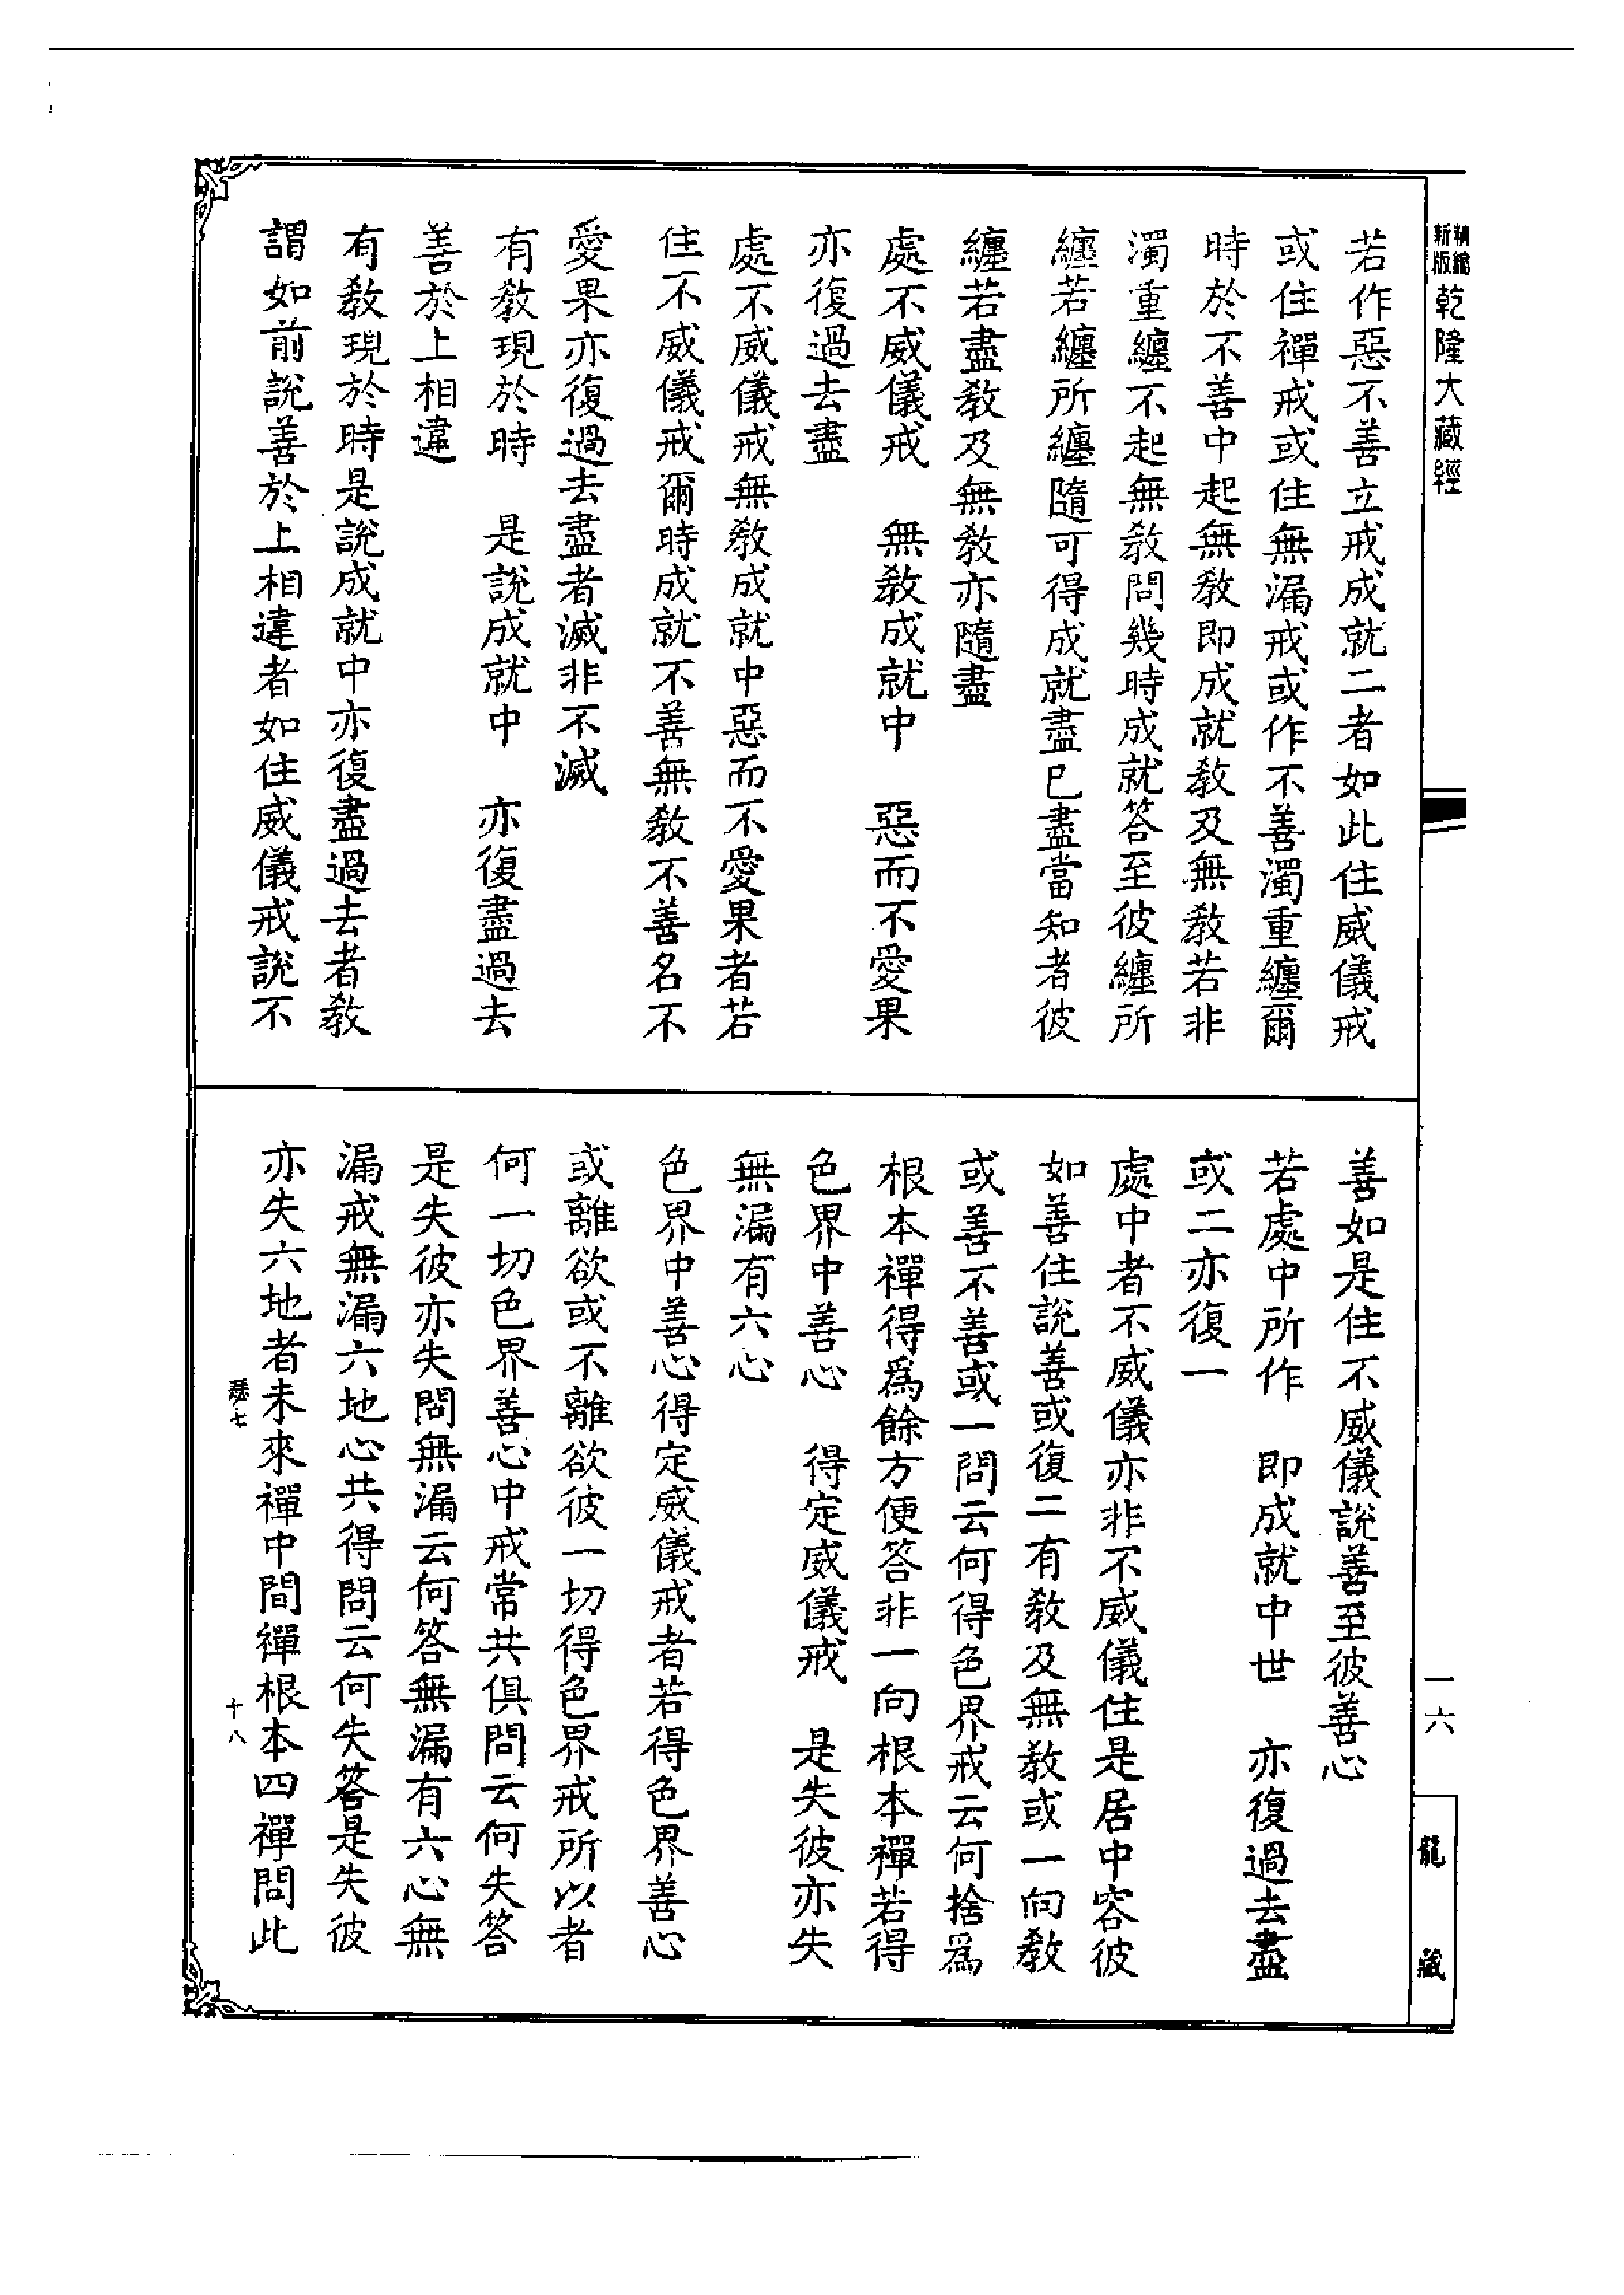 新編
新版
乾隆大藏經
若作惡不善立戒成就二者如此住威儀戒
或住禪戒或住無漏戒或作不善濁重纏爾
時於不善中起無教即成就教及無教若非
濁重纏不起無教問幾時成就答至彼纏所
纏若纏所纏隨可得成就盡已盡當知者彼
纏若盡教及無教亦隨盡
處不威儀戒　無教成就中　惡而不愛果
亦復過去盡
處不威儀戒無教成就中惡而不愛果者若
住不威儀戒爾時成就不善無教不善名不
愛果亦復過去盡者滅非不滅
有教現於時　是說成就中　亦復盡過去
善於上相違
有教現於時是說成就中亦復盡過去者教
謂如前說善於上相違者如住威儀戒說不
善如是住不威儀說善至彼善心
若處中所作　即成就中世　亦復過去盡
或二亦復一
處中者不威儀亦非不威儀住是居中容彼
如善住說善或復二有教及無教或一向教
或善不善或一問云何得色界戒云何捨為
根本禪得爲餘方便答非一向根本禪若得
色界中善心　得定威儀戒　是失彼亦失
無漏有六心
色界中善心得定威儀戒者若得色界善心
或離欲或不離欲彼一切得色界戒所以者
何一切色界善心中戒常共俱問云何失答
是失彼亦失問無漏云何答無漏有六心無
漏戒無漏六地心共得問云何失答是失彼
亦失六地者未來禪中間禪根本四禪問此
十八
一六
龍藏